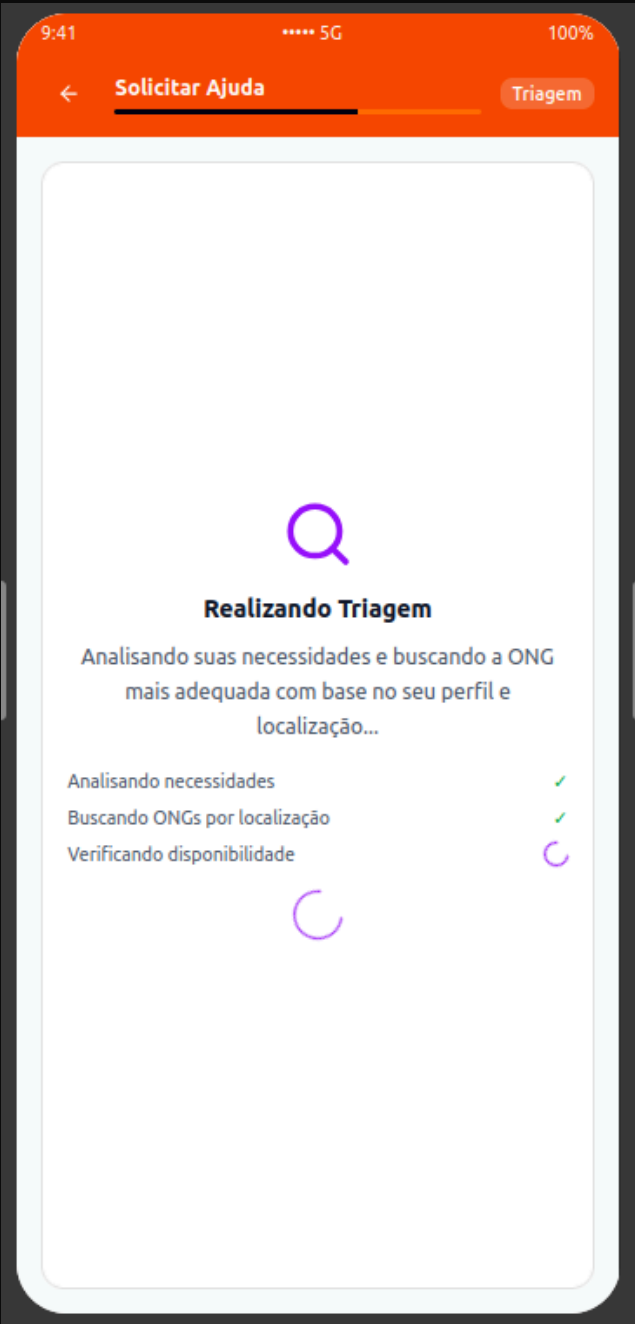 9:41 ••••• 5G 100%
← Solicitar Ajuda Triagem
Realizando Triagem
Analisando suas necessidades e buscando a ONG
mais adequada com base no seu perfil e
localização...
Analisando necessidades ✓
Buscando ONGs por localização ✓
Verificando disponibilidade